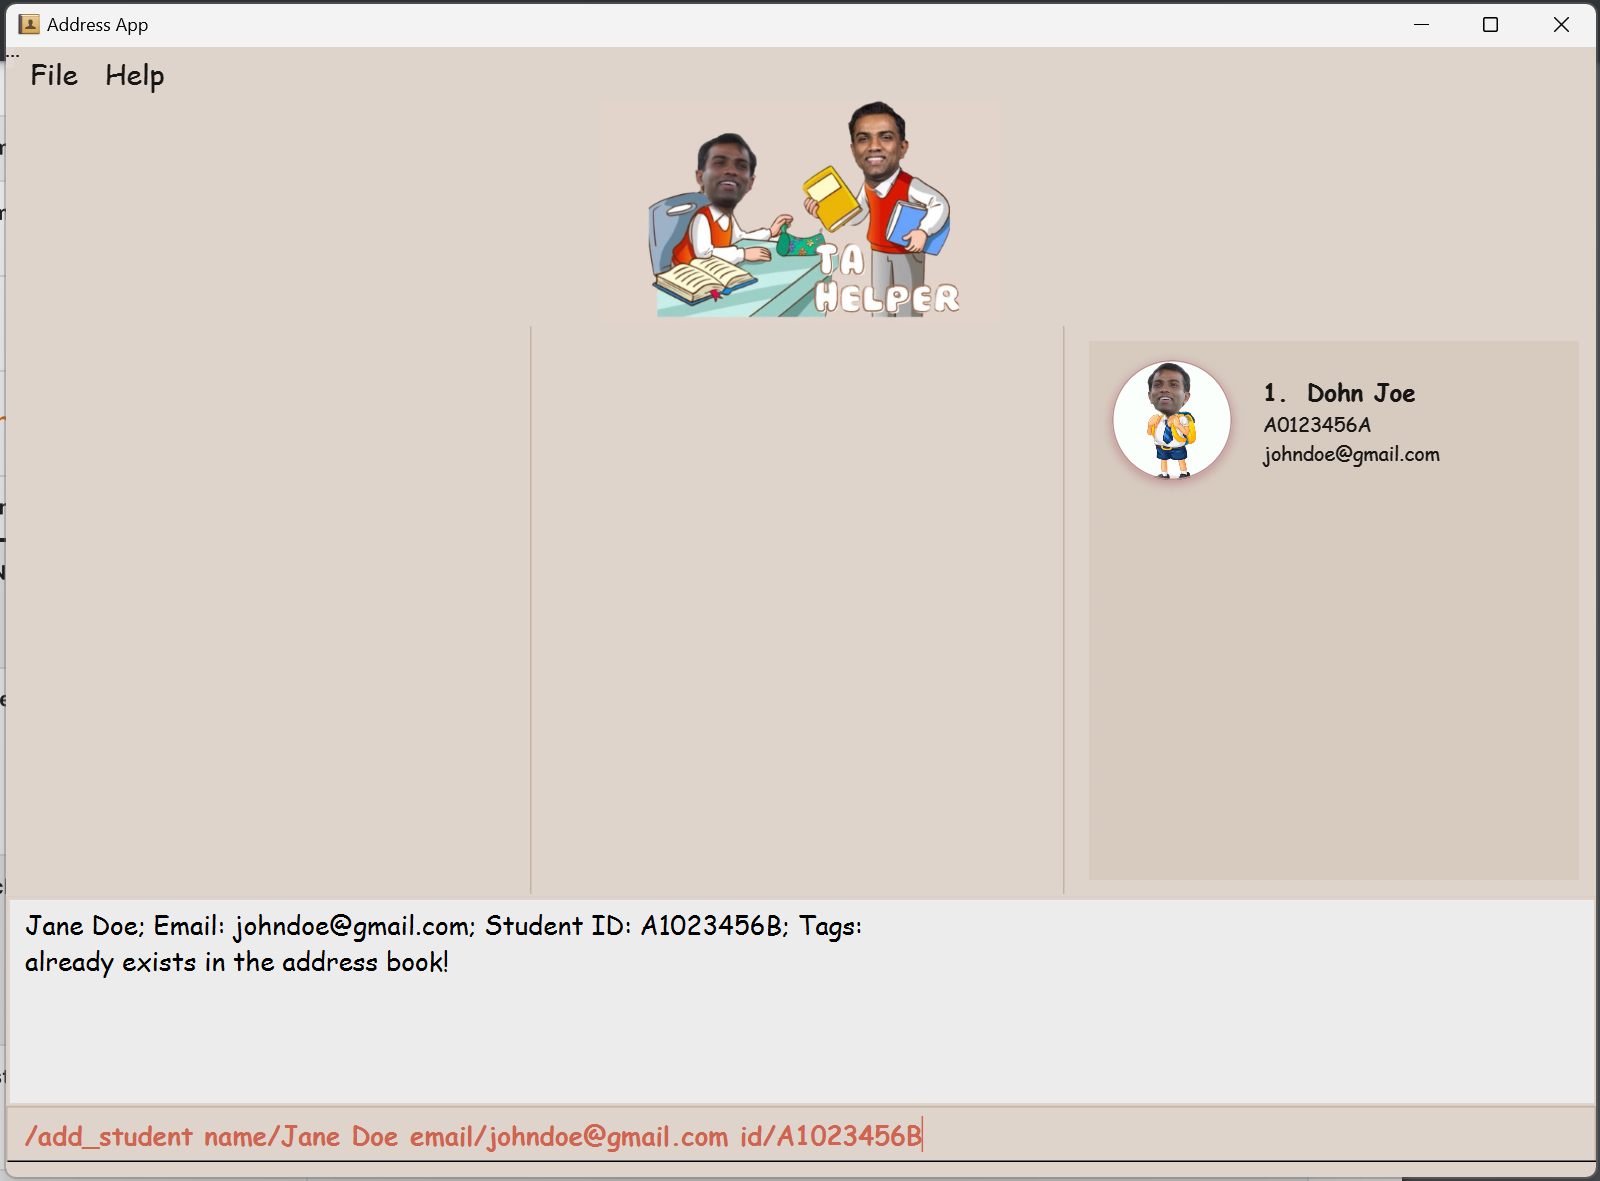 Address App
File Help
TA
HELPER
1. Dohn Joe
A0123456A
johndoe@gmail.com
Jane Doe; Email: johndoe@gmail.com; Student ID: A1023456B; Tags:
already exists in the address book!
/add_student name/Jane Doe email/johndoe@gmail.com id/A1023456B